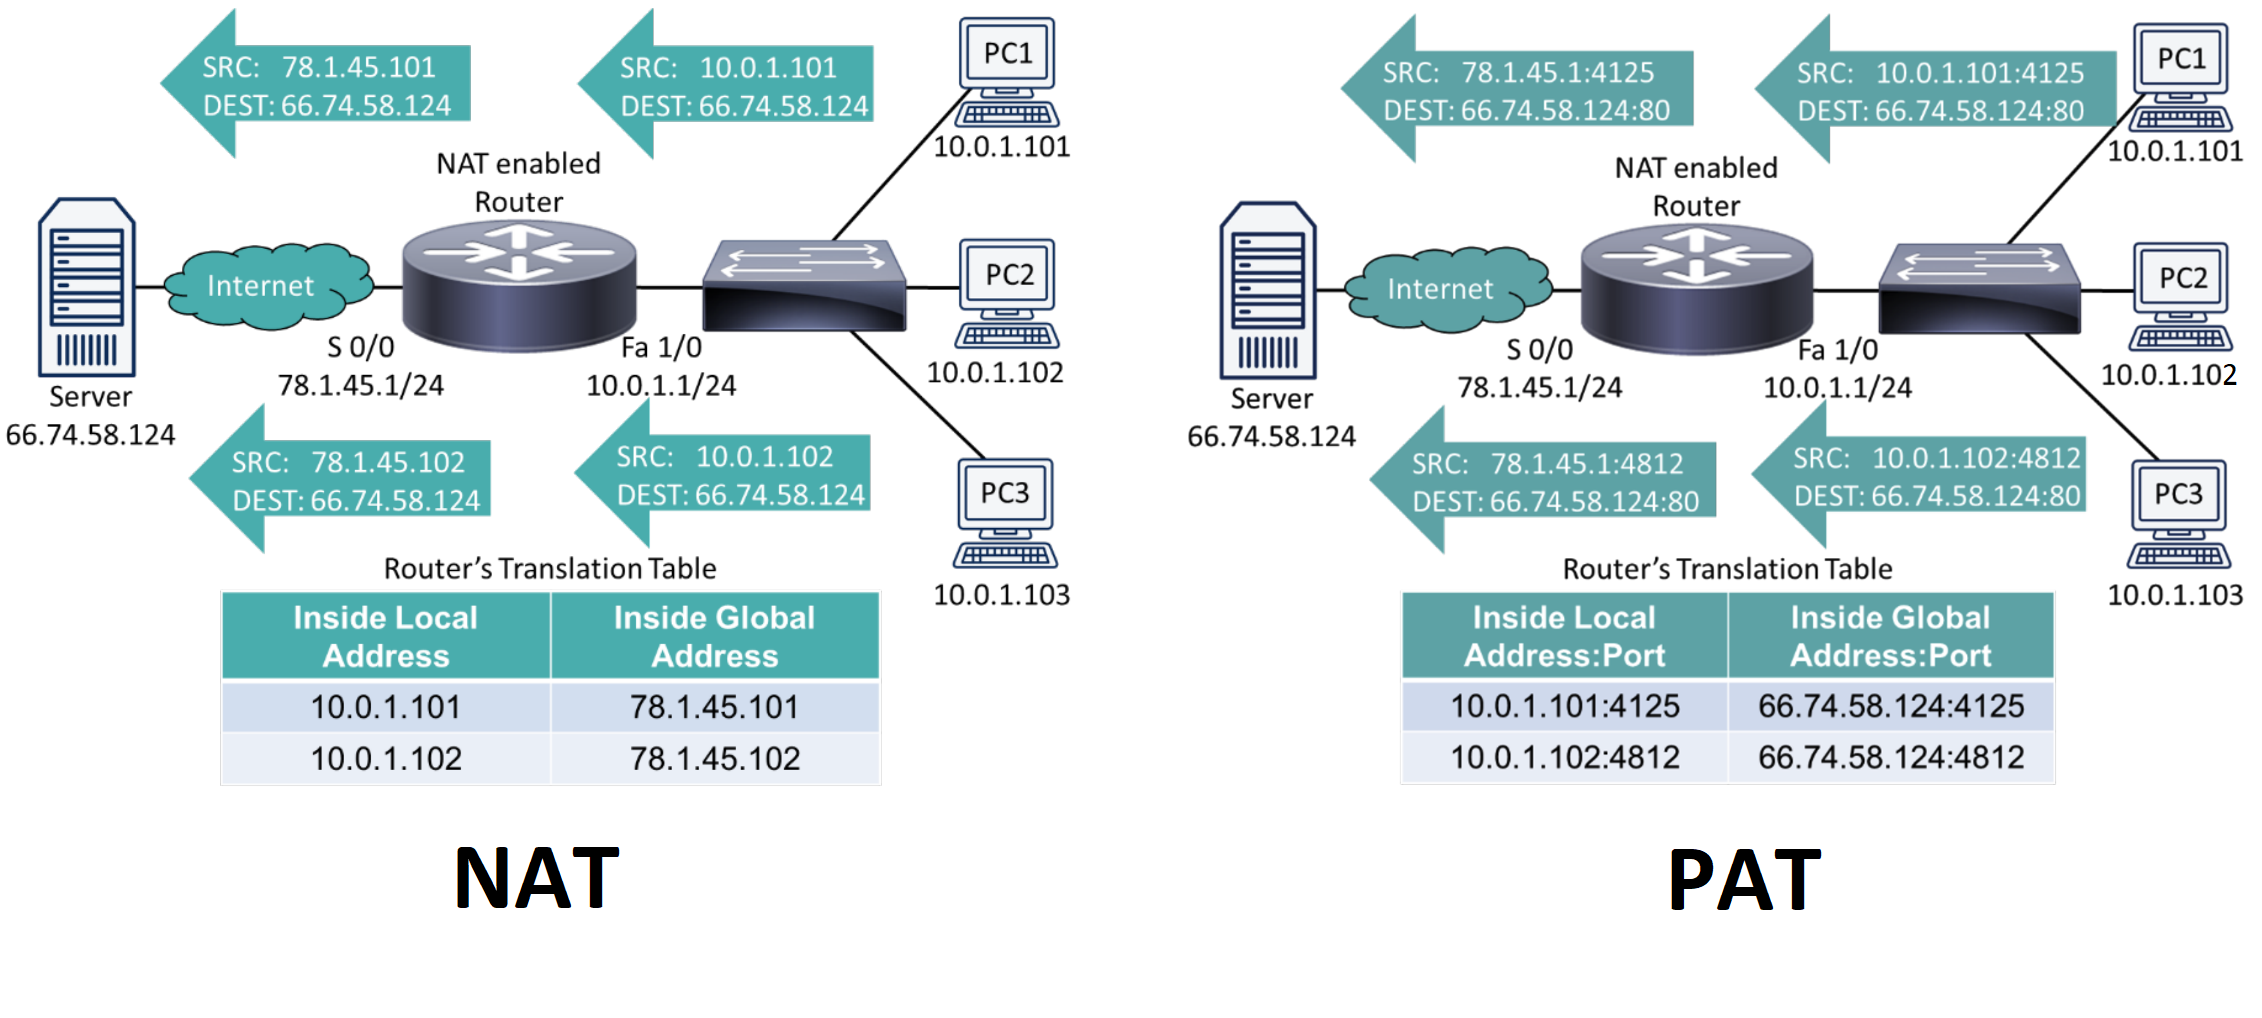 SRC: 78.1.45.101
DEST: 66.74.58.124
SRC: 10.0.1.101
DEST: 66.74.58.124
PC1
10.0.1.101
NAT enabled
Router
Internet
PC2
10.0.1.102
S 0/0
78.1.45.1/24
Fa 1/0
10.0.1.1/24
Server
66.74.58.124
SRC: 78.1.45.102
DEST: 66.74.58.124
SRC: 10.0.1.102
DEST: 66.74.58.124
PC3
10.0.1.103
Router’s Translation Table
Inside Local
Address
Inside Global
Address
10.0.1.101
78.1.45.101
10.0.1.102
78.1.45.102
NAT
SRC: 78.1.45.1:4125
DEST: 66.74.58.124:80
SRC: 10.0.1.101:4125
DEST: 66.74.58.124:80
PC1
10.0.1.101
NAT enabled
Router
Internet
PC2
10.0.1.102
S 0/0
78.1.45.1/24
Fa 1/0
10.0.1.1/24
Server
66.74.58.124
SRC: 78.1.45.1:4812
DEST: 66.74.58.124:80
SRC: 10.0.1.102:4812
DEST: 66.74.58.124:80
PC3
10.0.1.103
Router’s Translation Table
Inside Local
Address:Port
Inside Global
Address:Port
10.0.1.101:4125
66.74.58.124:4125
10.0.1.102:4812
66.74.58.124:4812
PAT